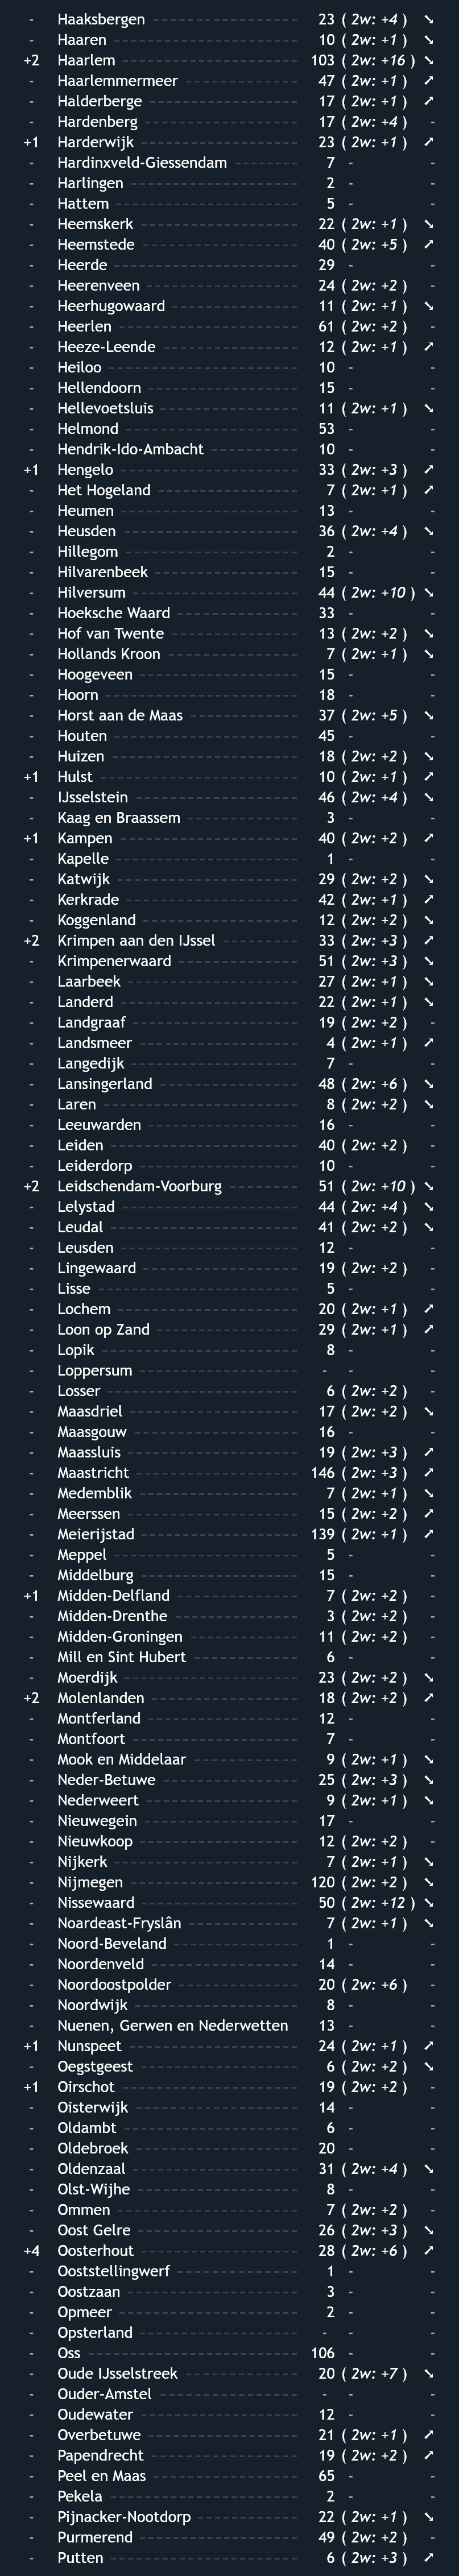 - Haaksbergen 23 ( 2w: +4 ) ➘
- Haaren 10 ( 2w: +1 ) ➘
+2 Haarlem 103 ( 2w: +16 ) ➘
- Haarlemmermeer 47 ( 2w: +1 ) ➚
- Halderberge 17 ( 2w: +1 ) ➚
- Hardenberg 17 ( 2w: +4 ) -
+1 Harderwijk 23 ( 2w: +1 ) ➚
- Hardinxveld-Giessendam 7 - -
- Harlingen 2 - -
- Hattem 5 - -
- Heemskerk 22 ( 2w: +1 ) ➘
- Heemstede 40 ( 2w: +5 ) ➚
- Heerde 29 - -
- Heerenveen 24 ( 2w: +2 ) -
- Heerhugowaard 11 ( 2w: +1 ) ➘
- Heerlen 61 ( 2w: +2 ) -
- Heeze-Leende 12 ( 2w: +1 ) ➚
- Heiloo 10 - -
- Hellendoorn 15 - -
- Hellevoetsluis 11 ( 2w: +1 ) ➘
- Helmond 53 - -
- Hendrik-Ido-Ambacht 10 - -
+1 Hengelo 33 ( 2w: +3 ) ➚
- Het Hogeland 7 ( 2w: +1 ) ➚
- Heumen 13 - -
- Heusden 36 ( 2w: +4 ) ➘
- Hillegom 2 - -
- Hilvarenbeek 15 - -
- Hilversum 44 ( 2w: +10 ) ➘
- Hoeksche Waard 33 - -
- Hof van Twente 13 ( 2w: +2 ) ➘
- Hollands Kroon 7 ( 2w: +1 ) ➘
- Hoogeveen 15 - -
- Hoorn 18 - -
- Horst aan de Maas 37 ( 2w: +5 ) ➘
- Houten 45 - -
- Huizen 18 ( 2w: +2 ) ➘
+1 Hulst 10 ( 2w: +1 ) ➚
- IJsselstein 46 ( 2w: +4 ) ➘
- Kaag en Braassem 3 - -
+1 Kampen 40 ( 2w: +2 ) ➚
- Kapelle 1 - -
- Katwijk 29 ( 2w: +2 ) ➘
- Kerkrade 42 ( 2w: +1 ) ➚
- Koggenland 12 ( 2w: +2 ) ➘
+2 Krimpen aan den IJssel 33 ( 2w: +3 ) ➚
- Krimpenerwaard 51 ( 2w: +3 ) ➘
- Laarbeek 27 ( 2w: +1 ) ➘
- Landerd 22 ( 2w: +1 ) ➘
- Landgraaf 19 ( 2w: +2 ) -
- Landsmeer 4 ( 2w: +1 ) ➚
- Langedijk 7 - -
- Lansingerland 48 ( 2w: +6 ) ➘
- Laren 8 ( 2w: +2 ) ➘
- Leeuwarden 16 - -
- Leiden 40 ( 2w: +2 ) -
- Leiderdorp 10 - -
+2 Leidschendam-Voorburg 51 ( 2w: +10 ) ➘
- Lelystad 44 ( 2w: +4 ) ➘
- Leudal 41 ( 2w: +2 ) ➘
- Leusden 12 - -
- Lingewaard 19 ( 2w: +2 ) -
- Lisse 5 - -
- Lochem 20 ( 2w: +1 ) ➚
- Loon op Zand 29 ( 2w: +1 ) ➚
- Lopik 8 - -
- Loppersum - - -
- Losser 6 ( 2w: +2 ) -
- Maasdriel 17 ( 2w: +2 ) ➘
- Maasgouw 16 - -
- Maassluis 19 ( 2w: +3 ) ➚
- Maastricht 146 ( 2w: +3 ) ➚
- Medemblik 7 ( 2w: +1 ) ➘
- Meerssen 15 ( 2w: +2 ) ➚
- Meierijstad 139 ( 2w: +1 ) ➚
- Meppel 5 - -
- Middelburg 15 - -
+1 Midden-Delfland 7 ( 2w: +2 ) -
- Midden-Drenthe 3 ( 2w: +2 ) -
- Midden-Groningen 11 ( 2w: +2 ) -
- Mill en Sint Hubert 6 - -
- Moerdijk 23 ( 2w: +2 ) ➘
+2 Molenlanden 18 ( 2w: +2 ) ➚
- Montferland 12 - -
- Montfoort 7 - -
- Mook en Middelaar 9 ( 2w: +1 ) ➘
- Neder-Betuwe 25 ( 2w: +3 ) ➘
- Nederweert 9 ( 2w: +1 ) ➘
- Nieuwegein 17 - -
- Nieuwkoop 12 ( 2w: +2 ) -
- Nijkerk 7 ( 2w: +1 ) ➘
- Nijmegen 120 ( 2w: +2 ) ➘
- Nissewaard 50 ( 2w: +12 ) ➘
- Noardeast-Fryslân 7 ( 2w: +1 ) ➘
- Noord-Beveland 1 - -
- Noordenveld 14 - -
- Noordoostpolder 20 ( 2w: +6 ) -
- Noordwijk 8 - -
- Nuenen, Gerwen en Nederwetten 13 - -
+1 Nunspeet 24 ( 2w: +1 ) ➚
- Oegstgeest 6 ( 2w: +2 ) ➘
+1 Oirschot 19 ( 2w: +2 ) -
- Oisterwijk 14 - -
- Oldambt 6 - -
- Oldebroek 20 - -
- Oldenzaal 31 ( 2w: +4 ) ➘
- Olst-Wijhe 8 - -
- Ommen 7 ( 2w: +2 ) -
- Oost Gelre 26 ( 2w: +3 ) ➘
+4 Oosterhout 28 ( 2w: +6 ) ➚
- Ooststellingwerf 1 - -
- Oostzaan 3 - -
- Opmeer 2 - -
- Opsterland - - -
- Oss 106 - -
- Oude IJsselstreek 20 ( 2w: +7 ) ➘
- Ouder-Amstel - - -
- Oudewater 12 - -
- Overbetuwe 21 ( 2w: +1 ) ➚
- Papendrecht 19 ( 2w: +2 ) ➚
- Peel en Maas 65 - -
- Pekela 2 - -
- Pijnacker-Nootdorp 22 ( 2w: +1 ) ➘
- Purmerend 49 ( 2w: +2 ) -
- Putten 6 ( 2w: +3 ) ➚